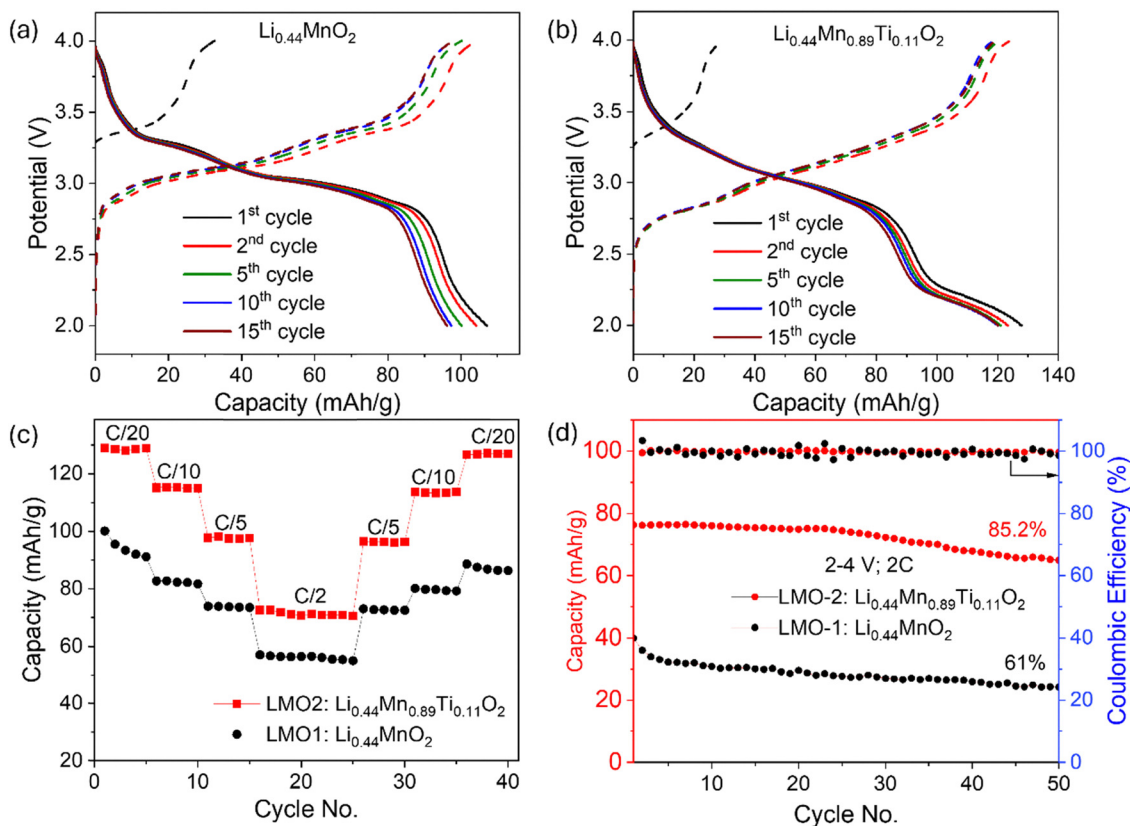 (a)
Li₀.₄₄MnO₂
4.0
3.5
3.0
2.5
2.0
Potential (V)
1ˢᵗ cycle
2ⁿᵈ cycle
5ᵗʰ cycle
10ᵗʰ cycle
15ᵗʰ cycle
0 20 40 60 80 100
Capacity (mAh/g)
(b)
Li₀.₄₄Mn₀.₈₉Ti₀.₁₁O₂
4.0
3.5
3.0
2.5
2.0
Potential (V)
1ˢᵗ cycle
2ⁿᵈ cycle
5ᵗʰ cycle
10ᵗʰ cycle
15ᵗʰ cycle
0 20 40 60 80 100 120 140
Capacity (mAh/g)
(c)
C/20 C/20
C/10 C/10
C/5 C/5
C/2
120
100
80
60
40
20
Capacity (mAh/g)
LMO2: Li₀.₄₄Mn₀.₈₉Ti₀.₁₁O₂
LMO1: Li₀.₄₄MnO₂
0 10 20 30 40
Cycle No.
(d)
100
80
60
40
20
0
Capacity (mAh/g)
85.2%
2-4 V; 2C
LMO-2: Li₀.₄₄Mn₀.₈₉Ti₀.₁₁O₂
LMO-1: Li₀.₄₄MnO₂
61%
100
80
60
40
20
0
Coulombic Efficiency (%)
10 20 30 40 50
Cycle No.